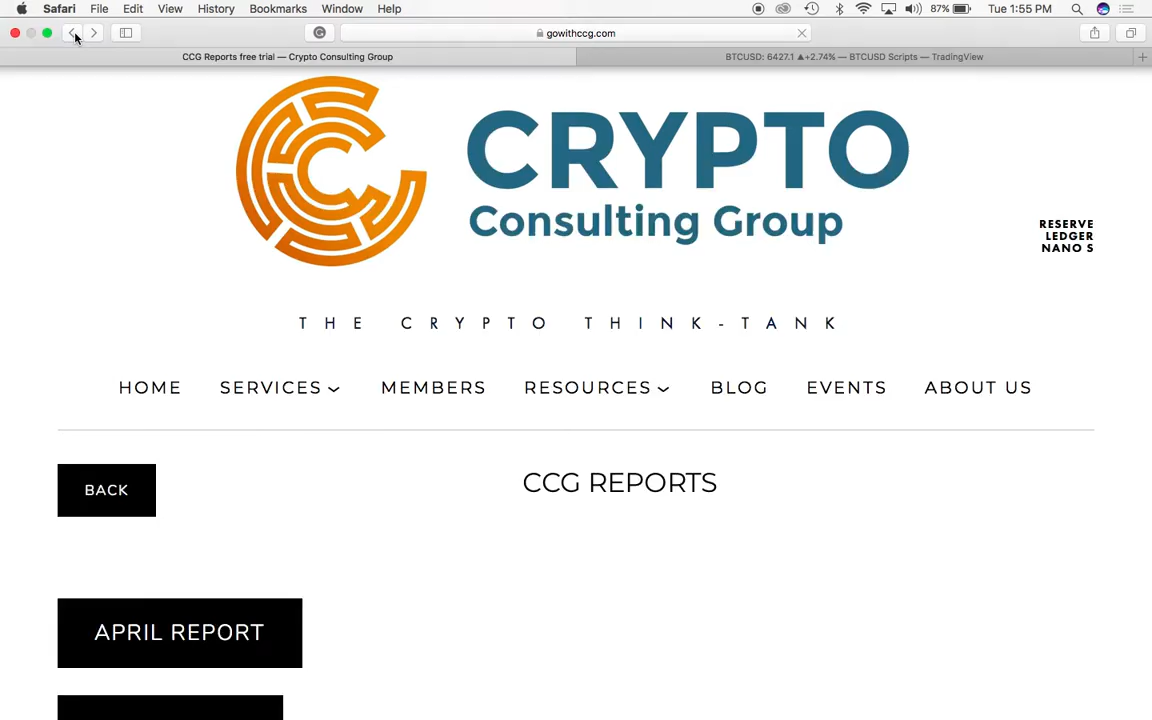 Safari File Edit View History Bookmarks Window Help 87% Tue 1:55 PM
gowithccg.com
CCG Reports free trial — Crypto Consulting Group
BTCUSD: 6427.1 ▲+2.74% — BTCUSD Scripts — TradingView
CRYPTO
Consulting Group
RESERVE
LEDGER
NANO S
THE CRYPTO THINK-TANK
HOME SERVICES MEMBERS RESOURCES BLOG EVENTS ABOUT US
BACK
CCG REPORTS
APRIL REPORT